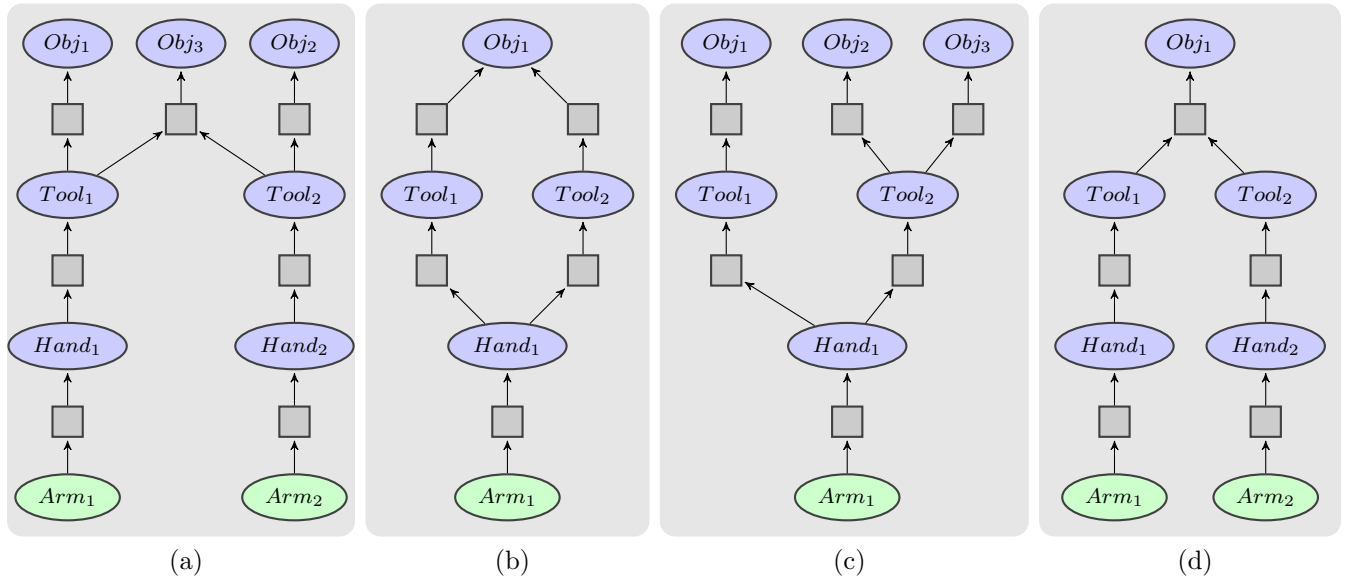 Obj₁ Obj₃ Obj₂ Obj₁ Obj₁ Obj₂ Obj₃ Obj₁
Tool₁ Tool₂ Tool₁ Tool₂ Tool₁ Tool₂ Tool₁ Tool₂
Hand₁ Hand₂ Hand₁ Hand₁ Hand₁ Hand₂
Arm₁ Arm₂ Arm₁ Arm₁ Arm₁ Arm₂
(a) (b) (c) (d)